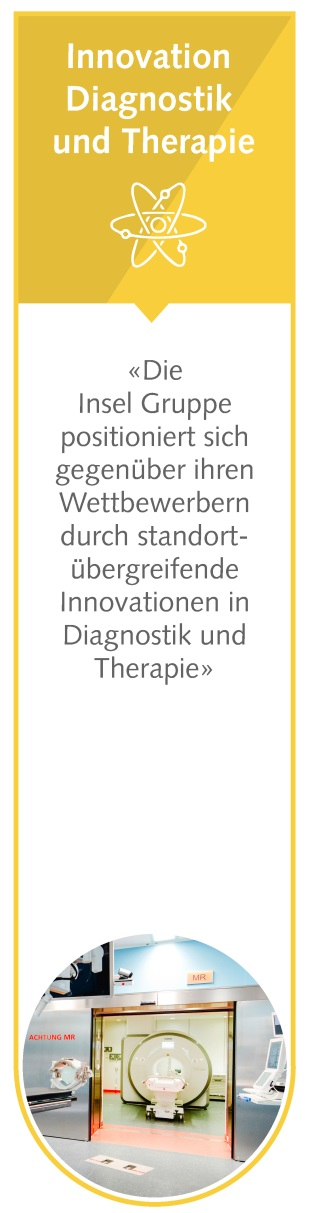 Innovation
Diagnostik
und Therapie
«Die
Insel Gruppe
positioniert sich
gegenüber ihren
Wettbewerbern
durch standort-
übergreifende
Innovationen in
Diagnostik und
Therapie»
MR
ACHTUNG MR